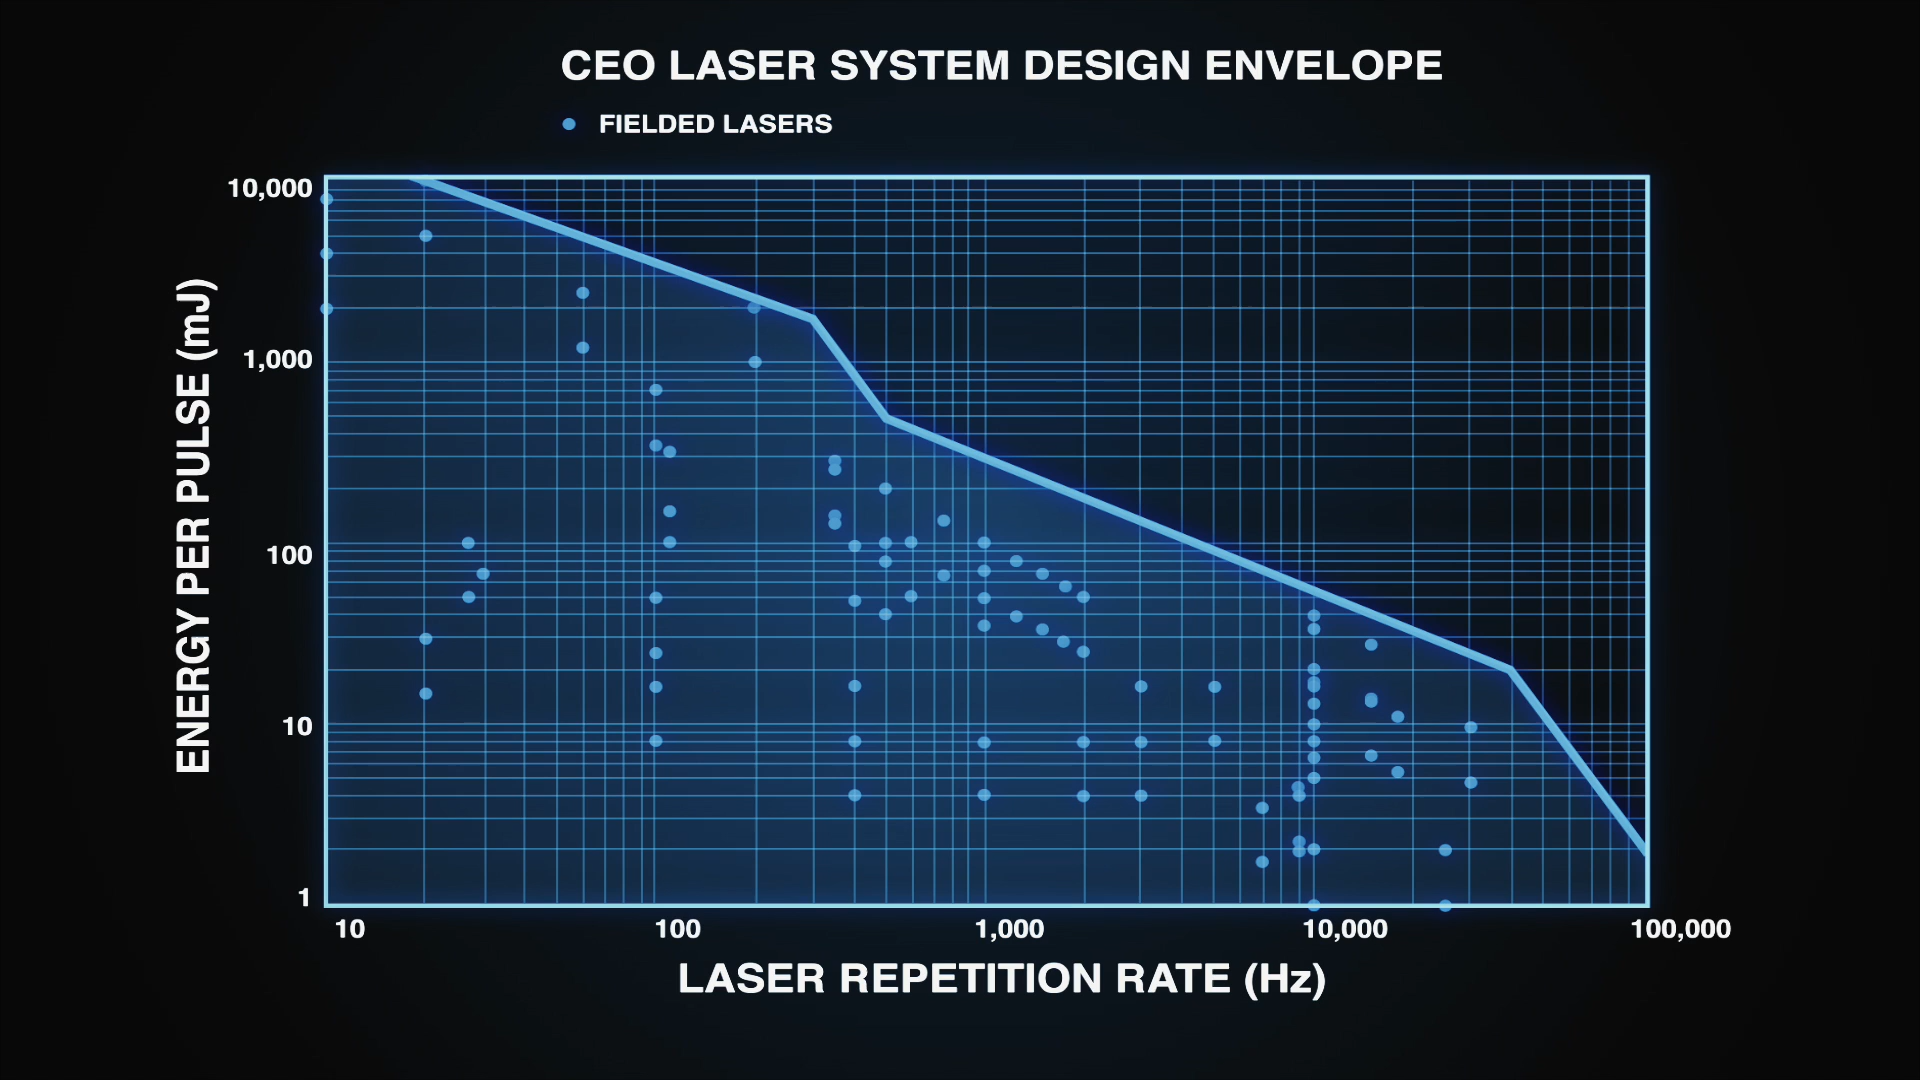 CEO LASER SYSTEM DESIGN ENVELOPE
FIELDED LASERS
ENERGY PER PULSE (mJ)
10,000
1,000
100
10
1
10 100 1,000 10,000 100,000
LASER REPETITION RATE (Hz)